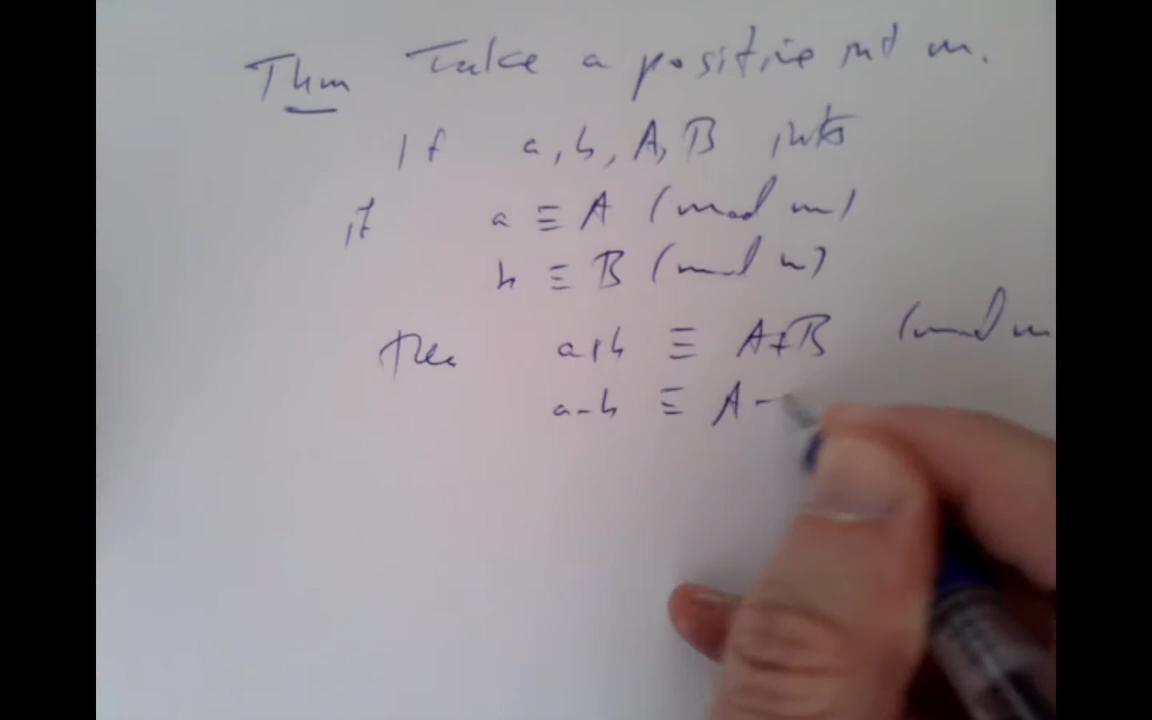 Thm Take a positive int m.
If a, b, A, B ints
if a ≡ A (mod m)
b ≡ B (mod m)
then a+b ≡ A+B (mod m
a-b ≡ A -